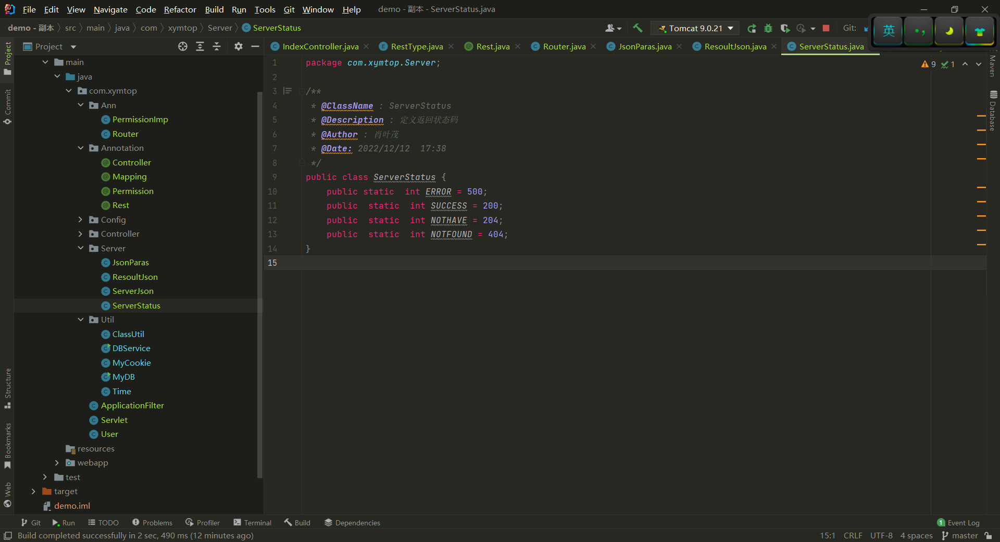 File Edit View Navigate Code Refactor Build Run Tools Git Window Help demo - 副本 - ServerStatus.java
demo - 副本 src main java com xymtop Server ServerStatus
Tomcat 9.0.21 Git:
英
Project
IndexController.java RestType.java Rest.java Router.java JsonParas.java ResoultJson.java ServerStatus.java
Project
Commit
Structure
Bookmarks
Web
main
java
com.xymtop
Ann
PermissionImp
Router
Annotation
Controller
Mapping
Permission
Rest
Config
Controller
Server
JsonParas
ResoultJson
ServerJson
ServerStatus
Util
ClassUtil
DBService
MyCookie
MyDB
Time
ApplicationFilter
Servlet
User
resources
webapp
test
target
demo.iml
1 package com.xymtop.Server;
2
3 /**
4 * @ClassName : ServerStatus
5 * @Description : 定义返回状态码
6 * @Author : 肖叶茂
7 * @Date: 2022/12/12  17:38
8 */
9 public class ServerStatus {
10     public static  int ERROR = 500;
11     public  static  int SUCCESS = 200;
12     public  static  int NOTHAVE = 204;
13     public  static  int NOTFOUND = 404;
14 }
15
9 1
Maven
Database
Git Run TODO Problems Profiler Terminal Build Dependencies 1 Event Log
Build completed successfully in 2 sec, 490 ms (12 minutes ago) 15:1 CRLF UTF-8 4 spaces master